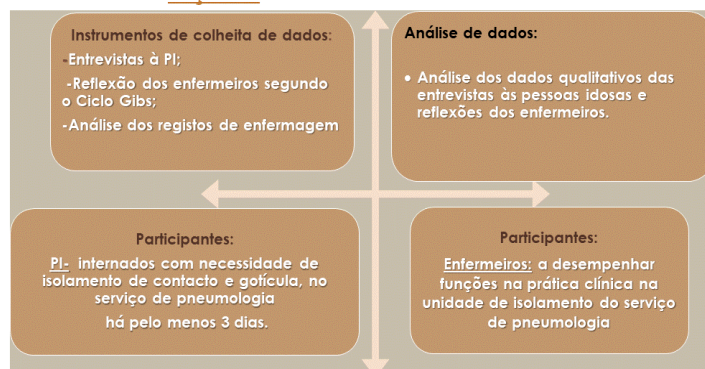 Instrumentos de colheita de dados:
-Entrevistas à PI;
-Reflexão dos enfermeiros segundo
o Ciclo Gibs;
-Análise dos registos de enfermagem
Análise de dados:
• Análise dos dados qualitativos das
entrevistas às pessoas idosas e
reflexões dos enfermeiros.
Participantes:
PI- internados com necessidade de
isolamento de contacto e gotícula, no
serviço de pneumologia
há pelo menos 3 dias.
Participantes:
Enfermeiros: a desempenhar
funções na prática clínica na
unidade de isolamento do serviço
de pneumologia